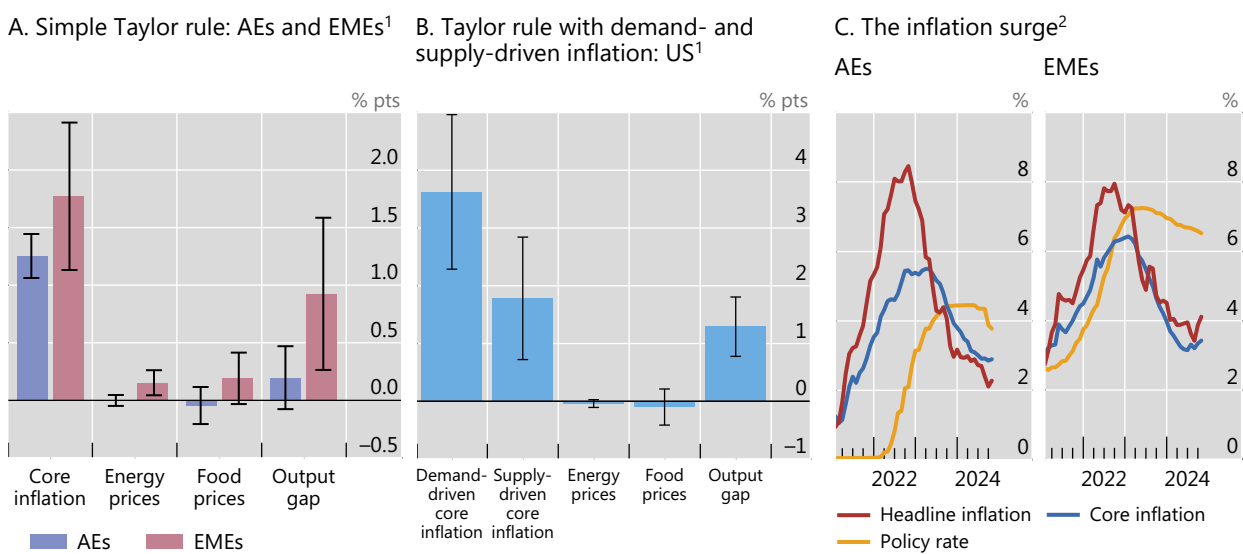 A. Simple Taylor rule: AEs and EMEs¹
B. Taylor rule with demand- and
supply-driven inflation: US¹
C. The inflation surge²
AEs
EMEs
% pts
% pts
%
%
2.0
1.5
1.0
0.5
0.0
–0.5
Core
inflation
Energy
prices
Food
prices
Output
gap
AEs
EMEs
4
3
2
1
0
–1
Demand-
driven
core
inflation
Supply-
driven
core
inflation
Energy
prices
Food
prices
Output
gap
8
6
4
2
0
2022
2024
8
6
4
2
0
2022
2024
Headline inflation
Core inflation
Policy rate